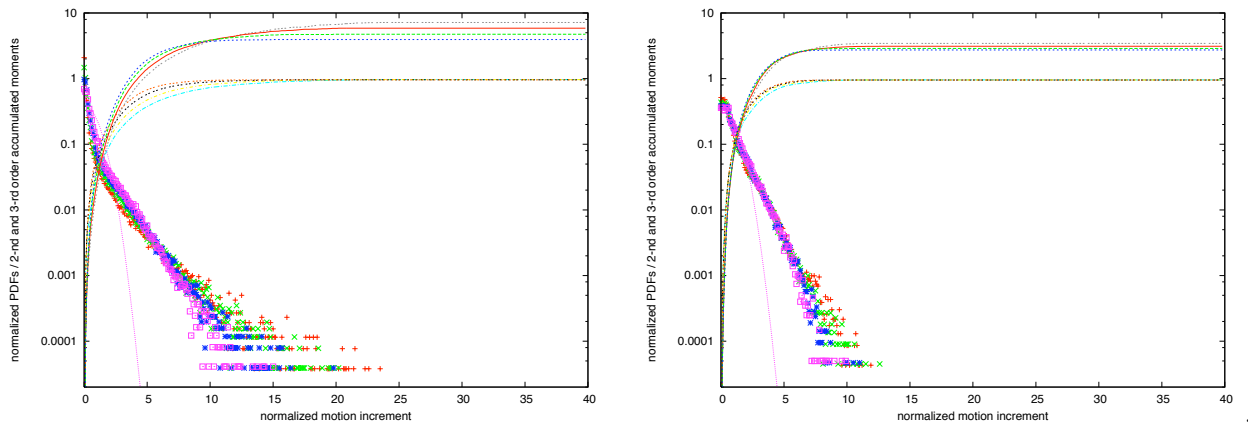 10
1
0.1
0.01
0.001
0.0001
0 5 10 15 20 25 30 35 40
normalized motion increment
normalized PDFs / 2-nd and 3-rd order accumulated moments
10
1
0.1
0.01
0.001
0.0001
0 5 10 15 20 25 30 35 40
normalized motion increment
normalized PDFs / 2-nd and 3-rd order accumulated moments